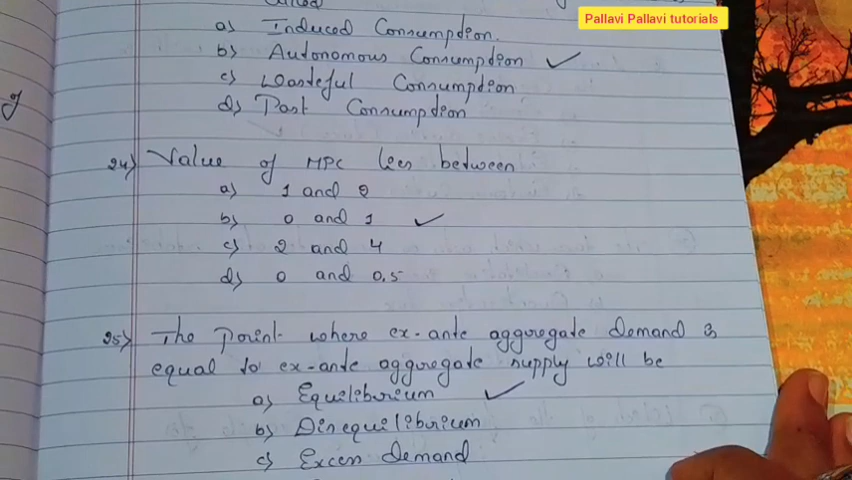 Pallavi Pallavi tutorials
a) Induced Consumption.
b) Autonomous Consumption ✓
c) Wasteful Consumption
d) Past Consumption
24) Value of MPC lies between
a) 1 and 2
b) 0 and 1 ✓
c) 2 and 4
d) 0 and 0.5
25) The Point where ex-ante aggregate demand is
equal to ex-ante aggregate supply will be
a) Equilibrium ✓
b) Disequilibrium
c) Excess demand